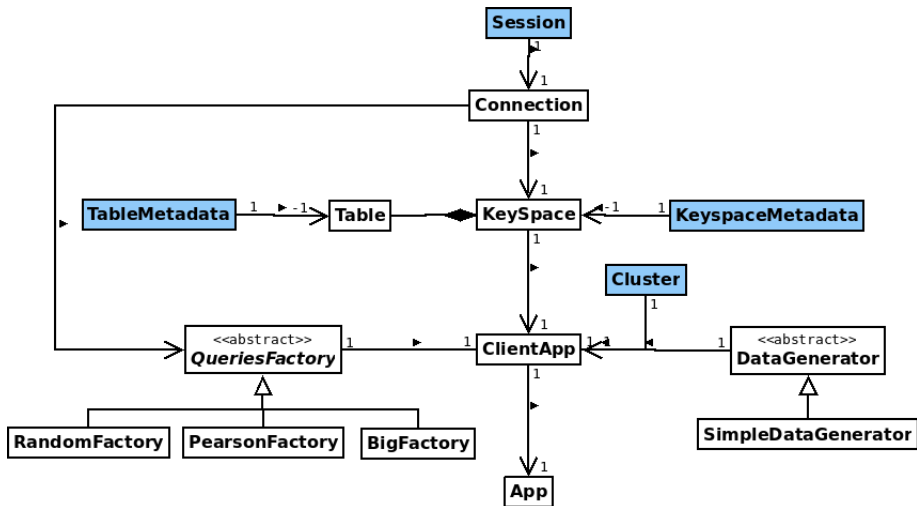 Session
1
1
Connection
1
1
TableMetadata
1
-1
Table
KeySpace
-1
1
KeyspaceMetadata
1
Cluster
1
1
<<abstract>>
QueriesFactory
1
1
ClientApp
1
-1
1
<<abstract>>
DataGenerator
1
RandomFactory
PearsonFactory
BigFactory
SimpleDataGenerator
1
App